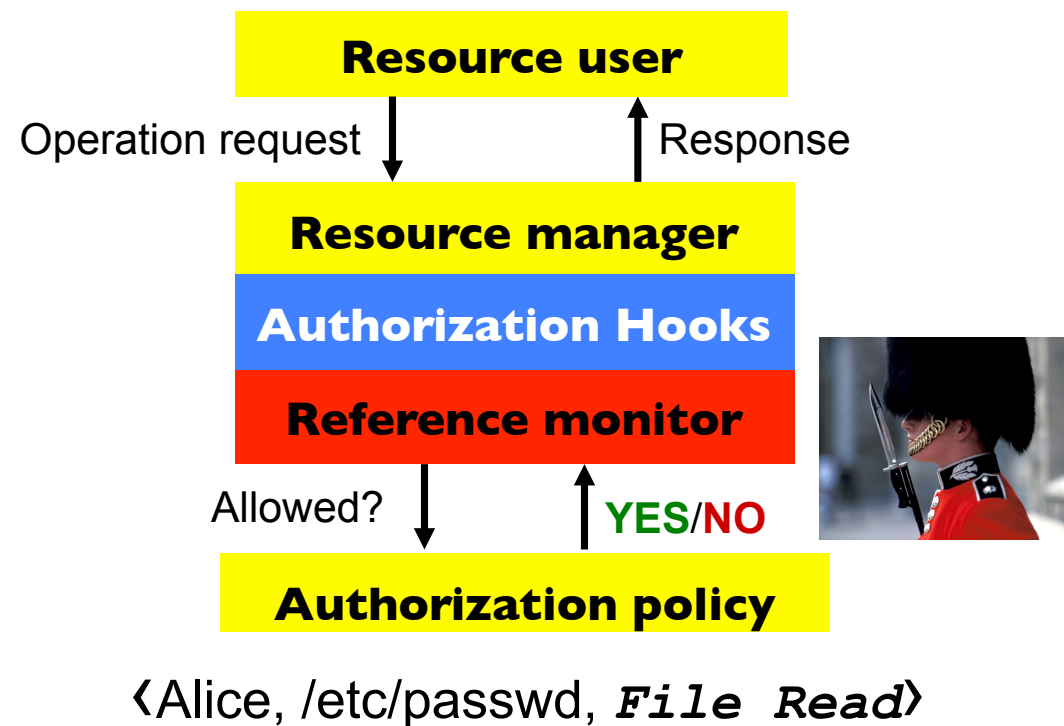 Resource user
Operation request
Response
Resource manager
Authorization Hooks
Reference monitor
Allowed?
YES/NO
Authorization policy
❬Alice, /etc/passwd, File Read❭